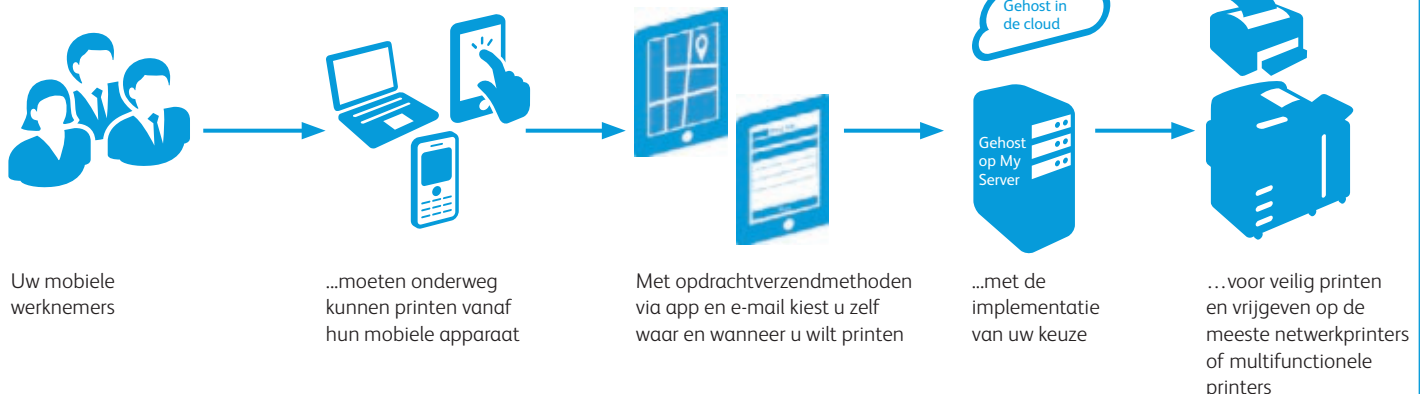 Gehost in
de cloud
Gehost
op My
Server
Uw mobiele
werknemers
...moeten onderweg
kunnen printen vanaf
hun mobiele apparaat
Met opdrachtverzendmethoden
via app en e-mail kiest u zelf
waar en wanneer u wilt printen
...met de
implementatie
van uw keuze
…voor veilig printen
en vrijgeven op de
meeste netwerkprinters
of multifunctionele
printers